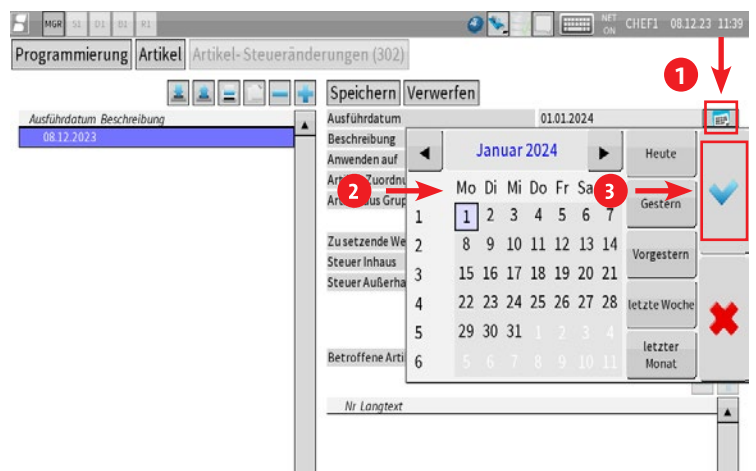 MGR S1 O1 B1 R1 NET ON CHEF1 08.12.23 11:39
Programmierung Artikel Artikel-Steueränderungen (302)
1
Speichern Verwerfen
Ausführdatum Beschreibung
08.12.2023
Ausführdatum 01.01.2024
Beschreibung
Anwenden auf
Artikel Zuordnu
Art aus Grup
Zu setzende We
Steuer Inhaus
Steuer Außerha
Betroffene Arti
Januar 2024
2
3
Mo Di Mi Do Fr Sa
1 1 2 3 4 5 6 7
2 8 9 10 11 12 13 14
3 15 16 17 18 19 20 21
4 22 23 24 25 26 27 28
5 29 30 31 1 2 3 4
6 5 6 7 8 9 10 11
Heute
Gestern
Vorgestern
letzte Woche
letzter
Monat
Nr Langtext